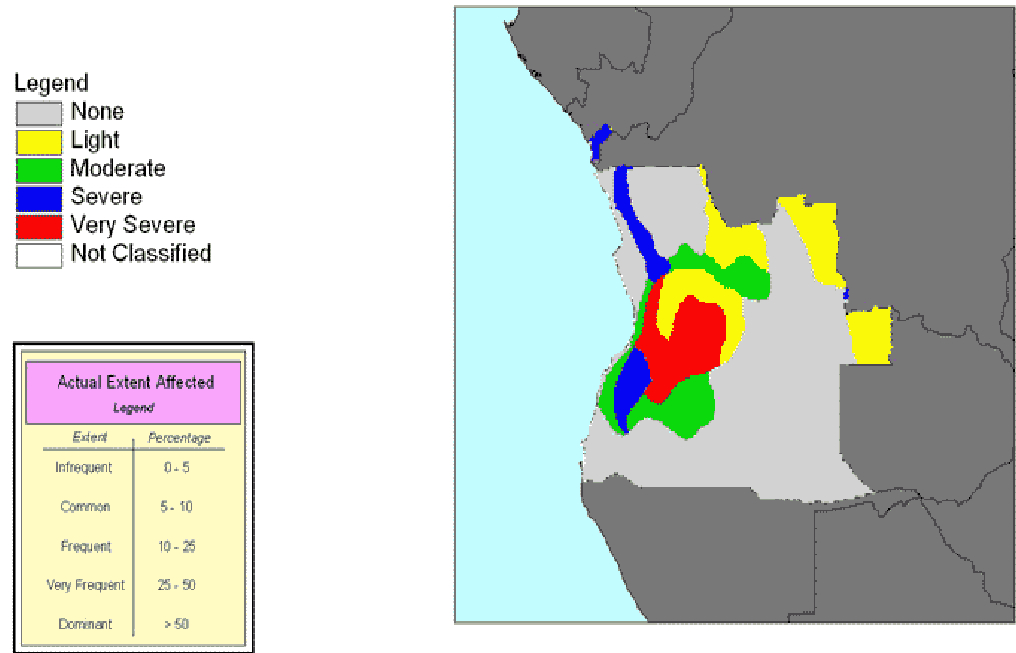 Legend
None
Light
Moderate
Severe
Very Severe
Not Classified
Actual Extent Affected
Legend
Extent Percentage
Infrequent 0 - 5
Common 5 - 10
Frequent 10 - 25
Very Frequent 25 - 50
Dominant > 50